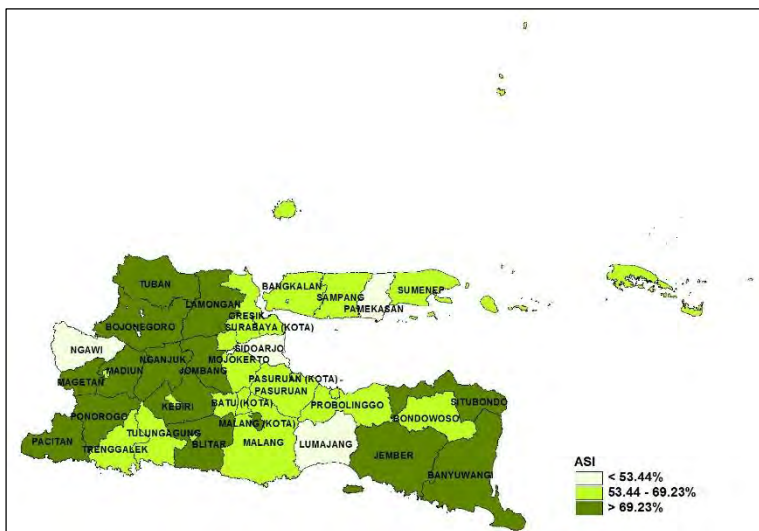 TUBAN
LAMONGAN
BANGKALAN
SAMPANG
SUMENEP
PAMEKASAN
GRESIK
BOJONEGORO
SURABAYA (KOTA)
NGAWI
SIDOARJO
MOJOKERTO
NGANJUK
JOMBANG
MADIUN
MAGETAN
PASURUAN (KOTA)
PASURUAN
KEDIRI
BATU (KOTA)
PROBOLINGGO
SITUBONDO
BONDOWOSO
PONOROGO
TULUNGAGUNG
MALANG (KOTA)
PACITAN
TRENGGALEK
BLITAR
MALANG
LUMAJANG
JEMBER
BANYUWANGI
ASI
< 53.44%
53.44 - 69.23%
> 69.23%